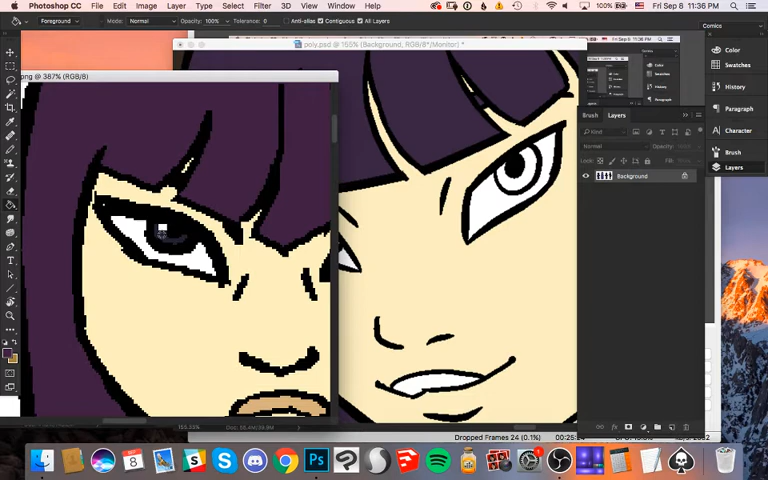 Photoshop CC File Edit Image Layer Type Select Filter 3D View Window Help 100% Fri Sep 8 11:36 PM
Foreground Mode: Normal Opacity: 100% Tolerance: 0 Anti-alias Contiguous All Layers
Comics
poly.psd @ 155% (Background, RGB/8*/Monitor) *
png @ 387% (RGB/8)
Color
Swatches
History
Paragraph
Character
Brush
Layers
Brush Layers
Kind
Normal Opacity: 100%
Lock: Fill:
Background
155.33%
Dropped Frames 24 (0.1%)